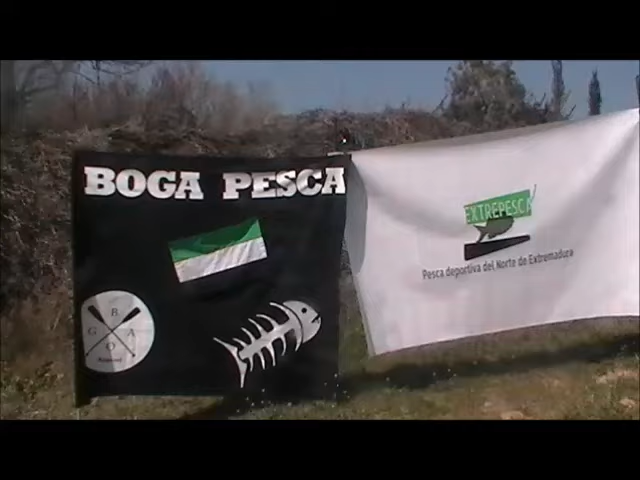 BOGA PESCA
B
G A
O
EXTREPESCA
Pesca deportiva del Norte de Extremadura